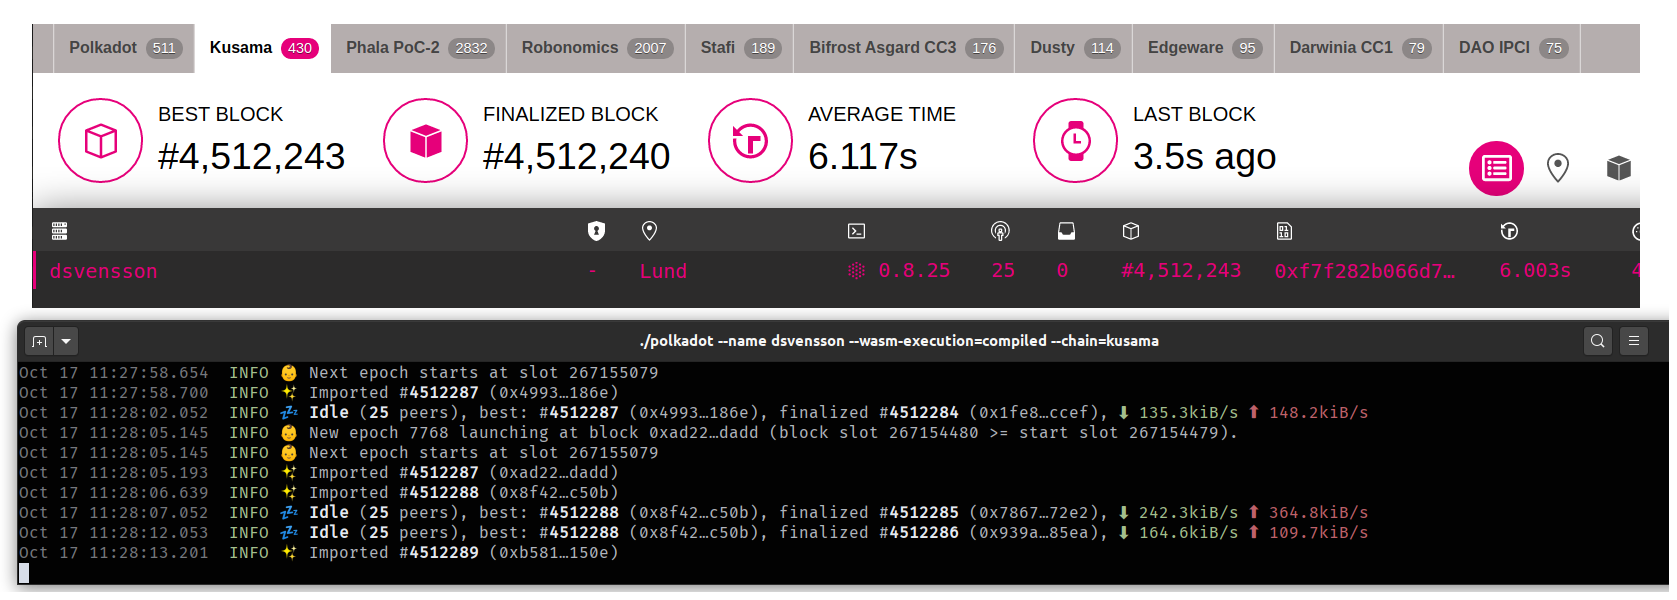 Polkadot 511 Kusama 430 Phala PoC-2 2832 Robonomics 2007 Stafi 189 Bifrost Asgard CC3 176 Dusty 114 Edgeware 95 Darwinia CC1 79 DAO IPCI 75
BEST BLOCK FINALIZED BLOCK AVERAGE TIME LAST BLOCK
#4,512,243 #4,512,240 6.117s 3.5s ago
dsvensson - Lund 0.8.25 25 0 #4,512,243 0xf7f282b066d7… 6.003s
./polkadot --name dsvensson --wasm-execution=compiled --chain=kusama
Oct 17 11:27:58.654 INFO 👶 Next epoch starts at slot 267155079
Oct 17 11:27:58.700 INFO ✨ Imported #4512287 (0x4993…186e)
Oct 17 11:28:02.052 INFO 💤 Idle (25 peers), best: #4512287 (0x4993…186e), finalized #4512284 (0x1fe8…ccef), ⬇ 135.3kiB/s ⬆ 148.2kiB/s
Oct 17 11:28:05.145 INFO 👶 New epoch 7768 launching at block 0xad22…dadd (block slot 267154480 >= start slot 267154479).
Oct 17 11:28:05.145 INFO 👶 Next epoch starts at slot 267155079
Oct 17 11:28:05.193 INFO ✨ Imported #4512287 (0xad22…dadd)
Oct 17 11:28:06.639 INFO ✨ Imported #4512288 (0x8f42…c50b)
Oct 17 11:28:07.052 INFO 💤 Idle (25 peers), best: #4512288 (0x8f42…c50b), finalized #4512285 (0x7867…72e2), ⬇ 242.3kiB/s ⬆ 364.8kiB/s
Oct 17 11:28:12.053 INFO 💤 Idle (25 peers), best: #4512288 (0x8f42…c50b), finalized #4512286 (0x939a…85ea), ⬇ 164.6kiB/s ⬆ 109.7kiB/s
Oct 17 11:28:13.201 INFO ✨ Imported #4512289 (0xb581…150e)